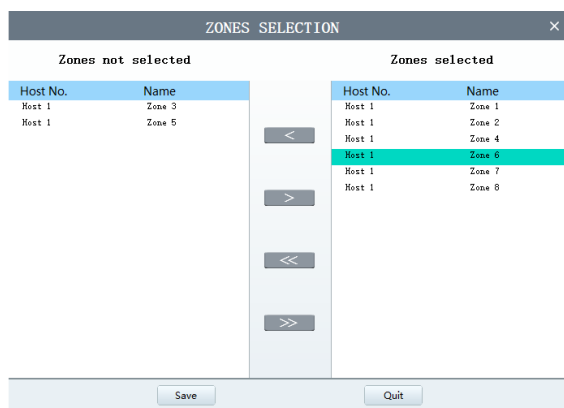 ZONES SELECTION ×
Zones not selected
Host No. Name
Host 1 Zone 3
Host 1 Zone 5
<
>
<<
>>
Zones selected
Host No. Name
Host 1 Zone 1
Host 1 Zone 2
Host 1 Zone 4
Host 1 Zone 6
Host 1 Zone 7
Host 1 Zone 8
Save Quit